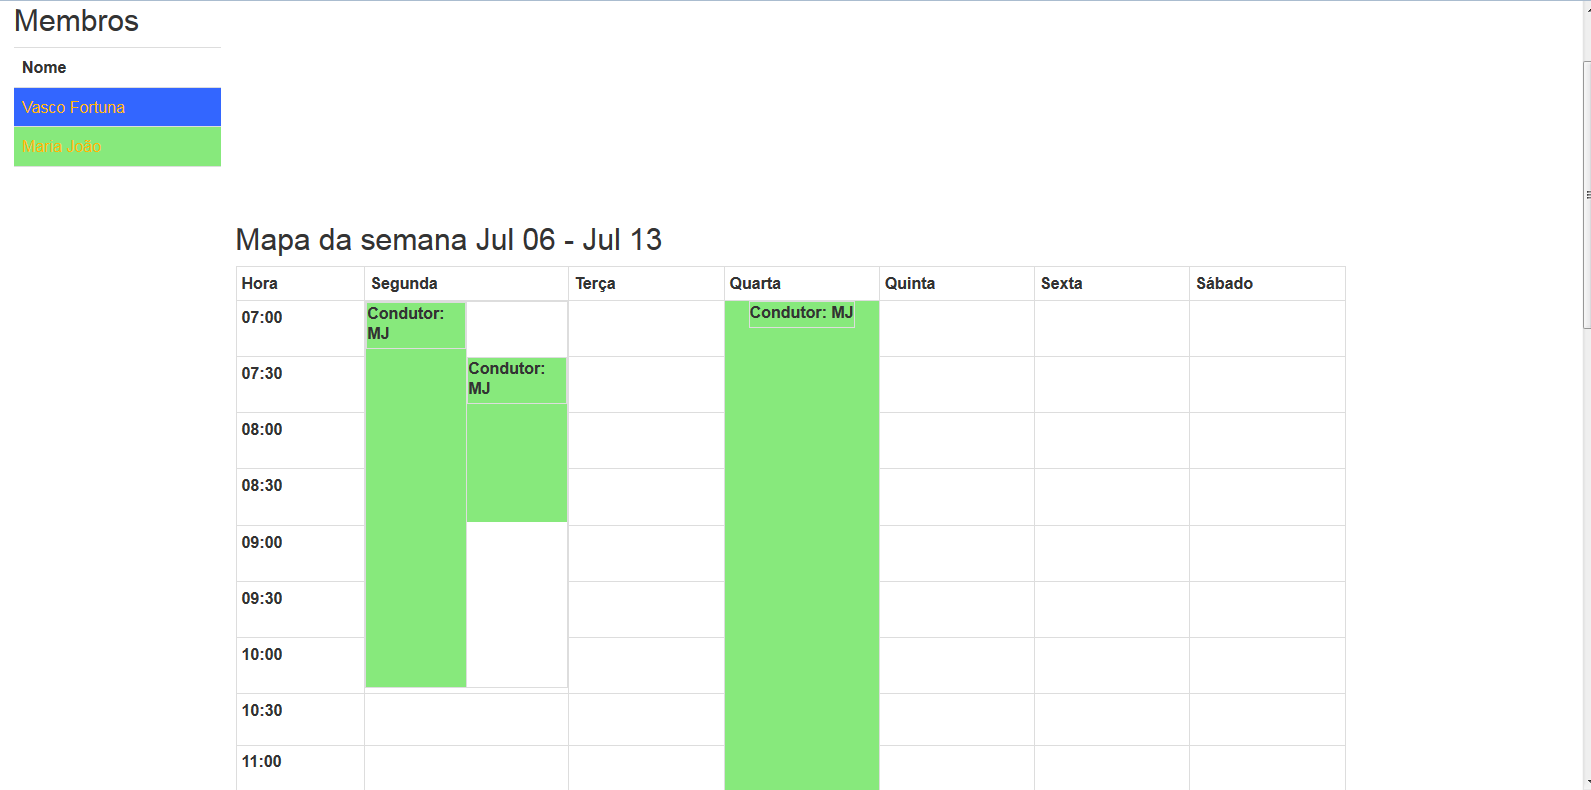 Membros
Nome
Vasco Fortuna
Maria João
Mapa da semana Jul 06 - Jul 13
Hora Segunda Terça Quarta Quinta Sexta Sábado
07:00 Condutor: MJ Condutor: MJ
07:30 Condutor: MJ
08:00
08:30
09:00
09:30
10:00
10:30
11:00